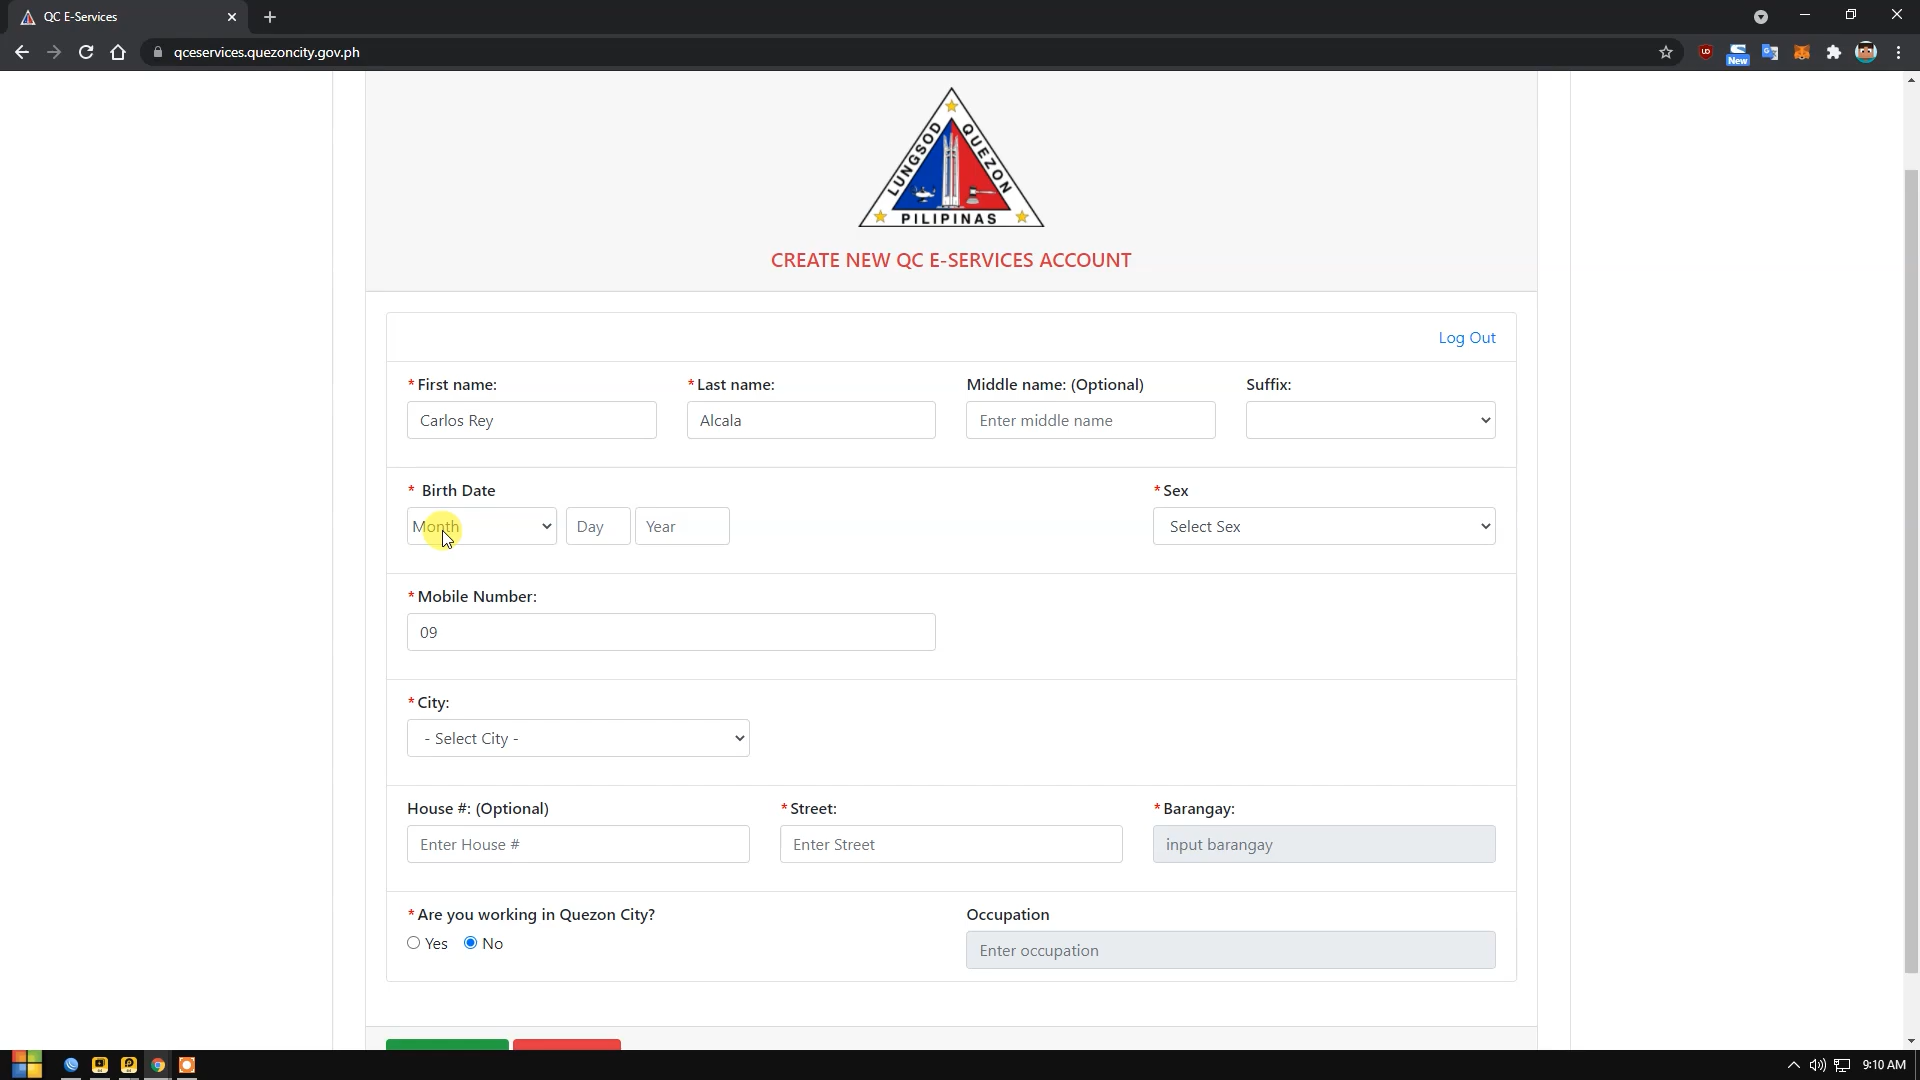 QC E-Services
qceservices.quezoncity.gov.ph
New
LUNGSOD QUEZON
PILIPINAS
CREATE NEW QC E-SERVICES ACCOUNT
Log Out
* First name: * Last name: Middle name: (Optional) Suffix:
Carlos Rey Alcala Enter middle name
* Birth Date * Sex
Month Day Year Select Sex
* Mobile Number:
09
* City:
- Select City -
House #: (Optional) * Street: * Barangay:
Enter House # Enter Street input barangay
* Are you working in Quezon City? Occupation
Yes No
Enter occupation
9:10 AM